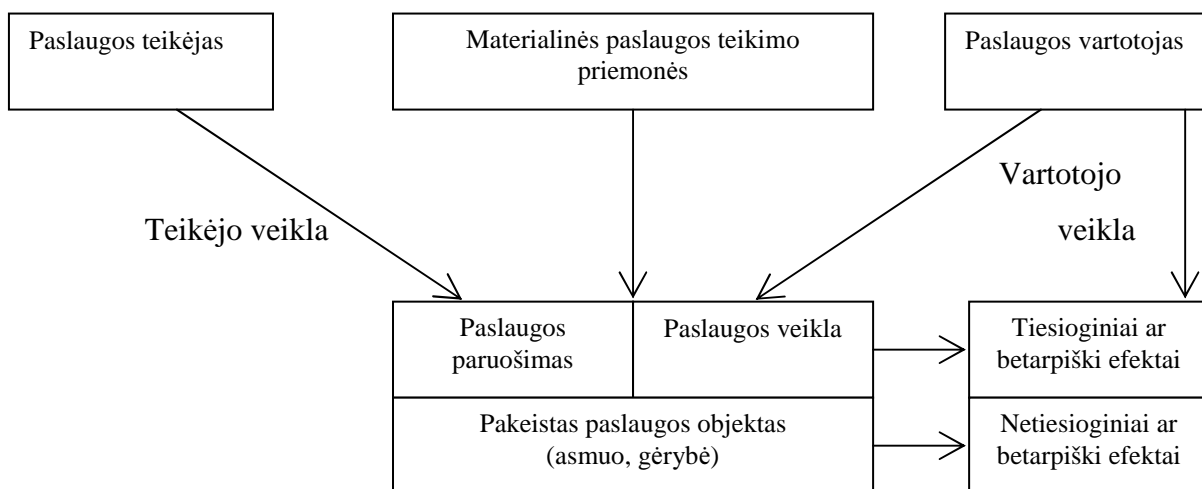 Paslaugos teikėjas
Materialinės paslaugos teikimo
priemonės
Paslaugos vartotojas
Teikėjo veikla
Vartotojo
veikla
Paslaugos
paruošimas
Paslaugos veikla
Tiesioginiai ar
betarpiški efektai
Pakeistas paslaugos objektas
(asmuo, gėrybė)
Netiesioginiai ar
betarpiški efektai